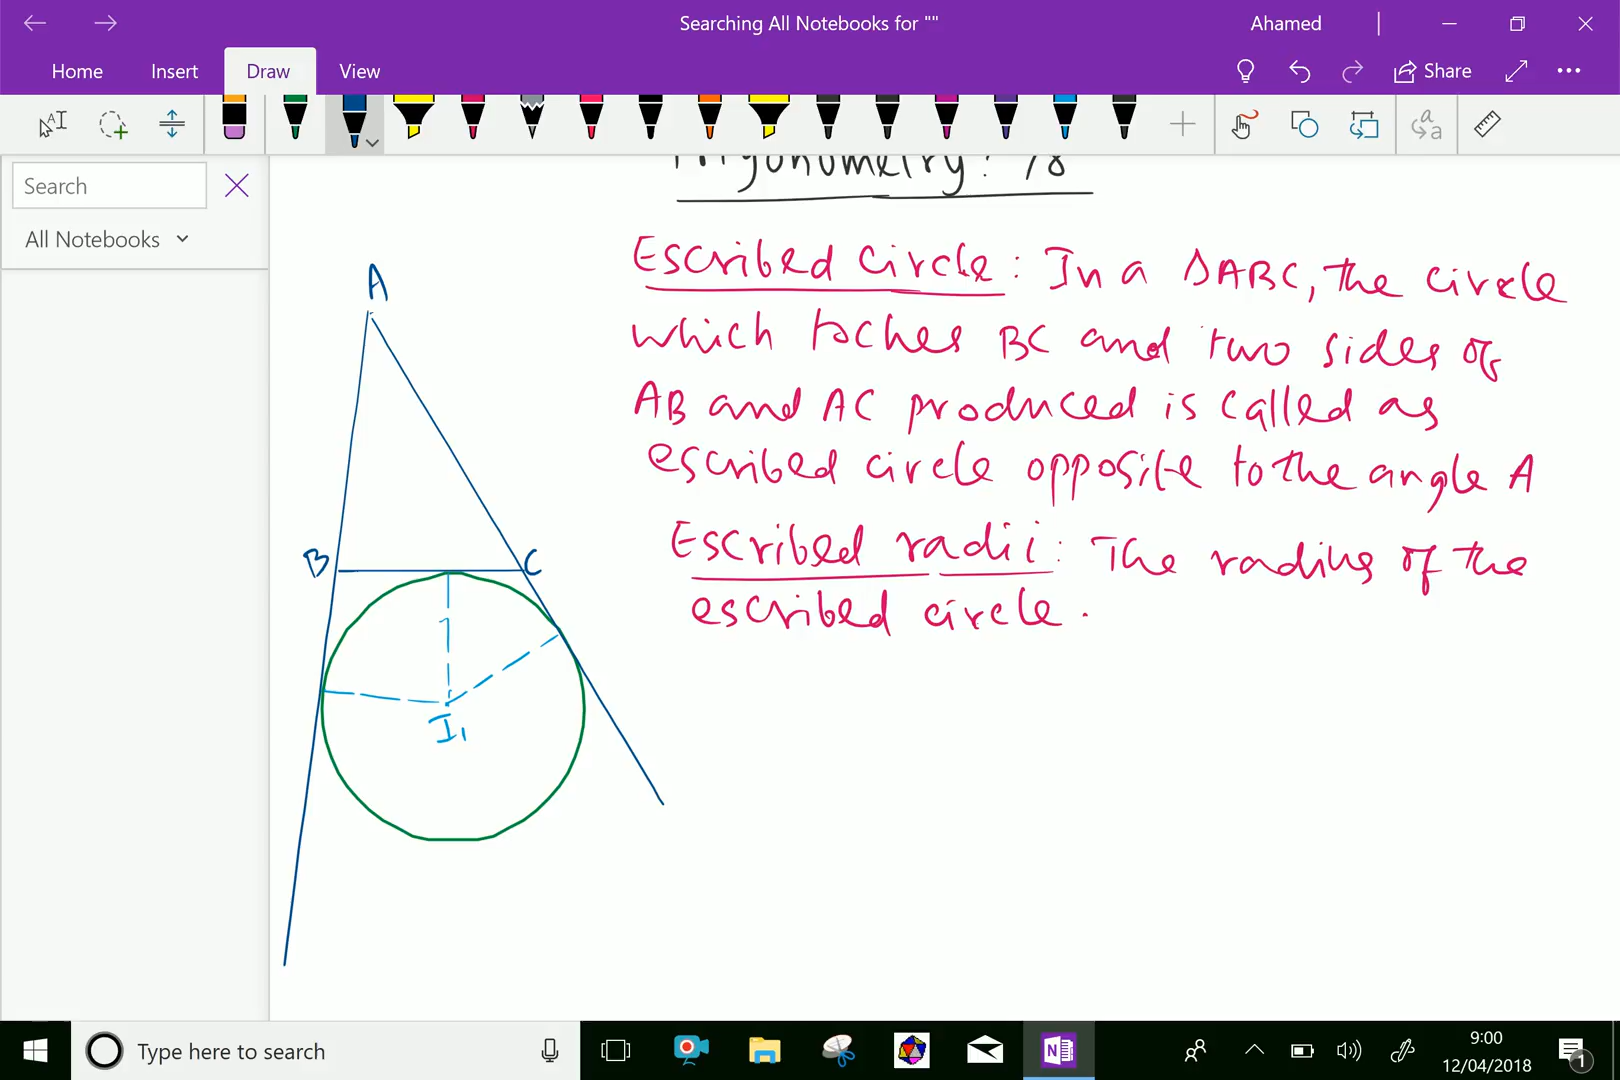 Searching All Notebooks for ""
Ahamed
Home
Insert
Draw
View
Share
Search
All Notebooks
Trigonometry: 78
Escribed circle: In a ΔABC, the circle
which toches BC and two sides of
AB and AC produced is called as
escribed circle opposite to the angle A
Escribed radii: The radius of the
escribed circle.
A
B
C
I₁
Type here to search
9:00
12/04/2018
1